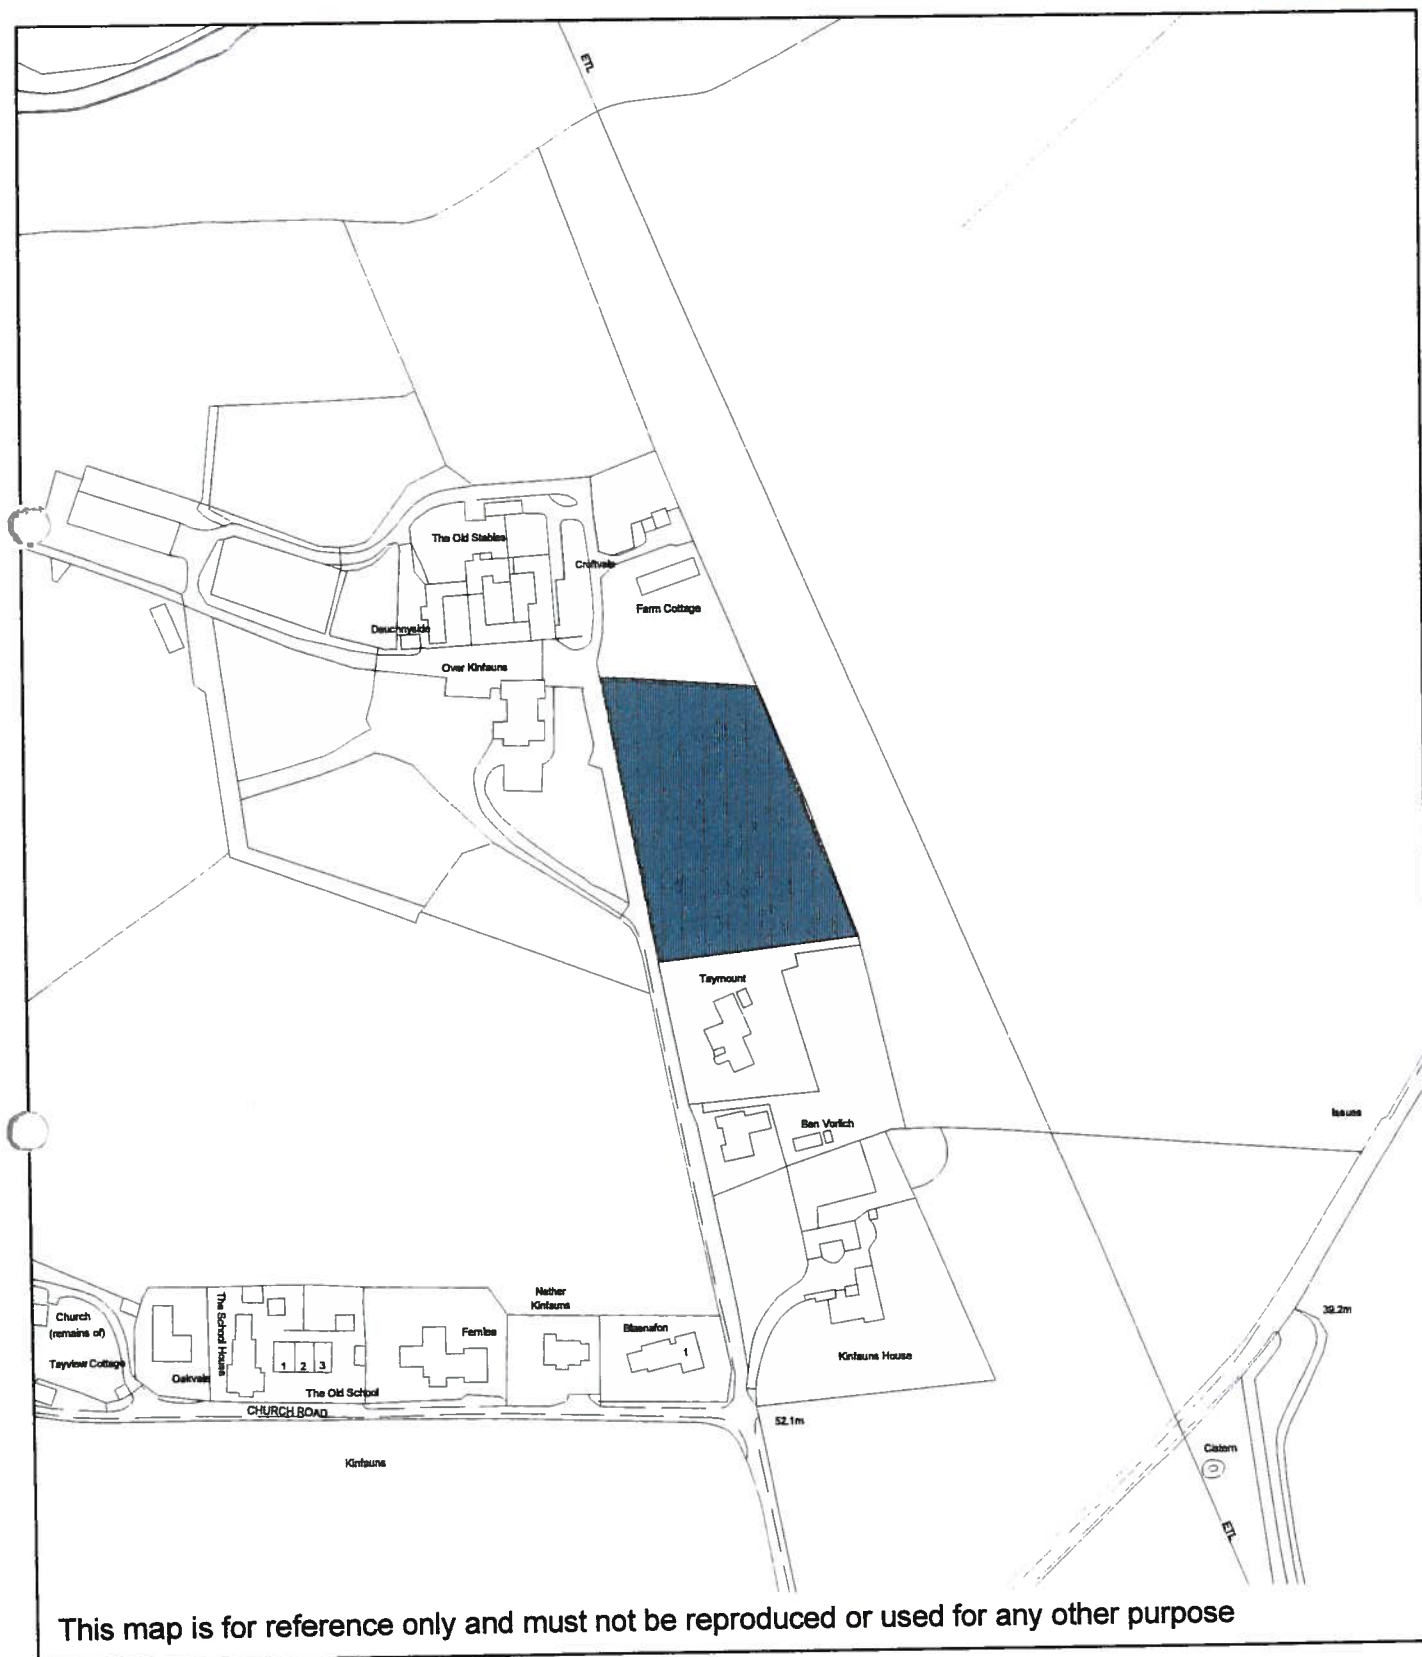 ETL
The Old Stables
Croftvale
Farm Cottage
Deuchnyside
Over Kinfauns
Taymount
Ben Vorlich
Issues
39.2m
Church
(remains of)
Tayview Cottage
Oakvale
The School House
1 2 3
The Old School
Fernlea
Nether
Kinfauns
Blaenafon
1
Kinfauns House
CHURCH ROAD
52.1m
Kinfauns
Cistern
ETL
This map is for reference only and must not be reproduced or used for any other purpose